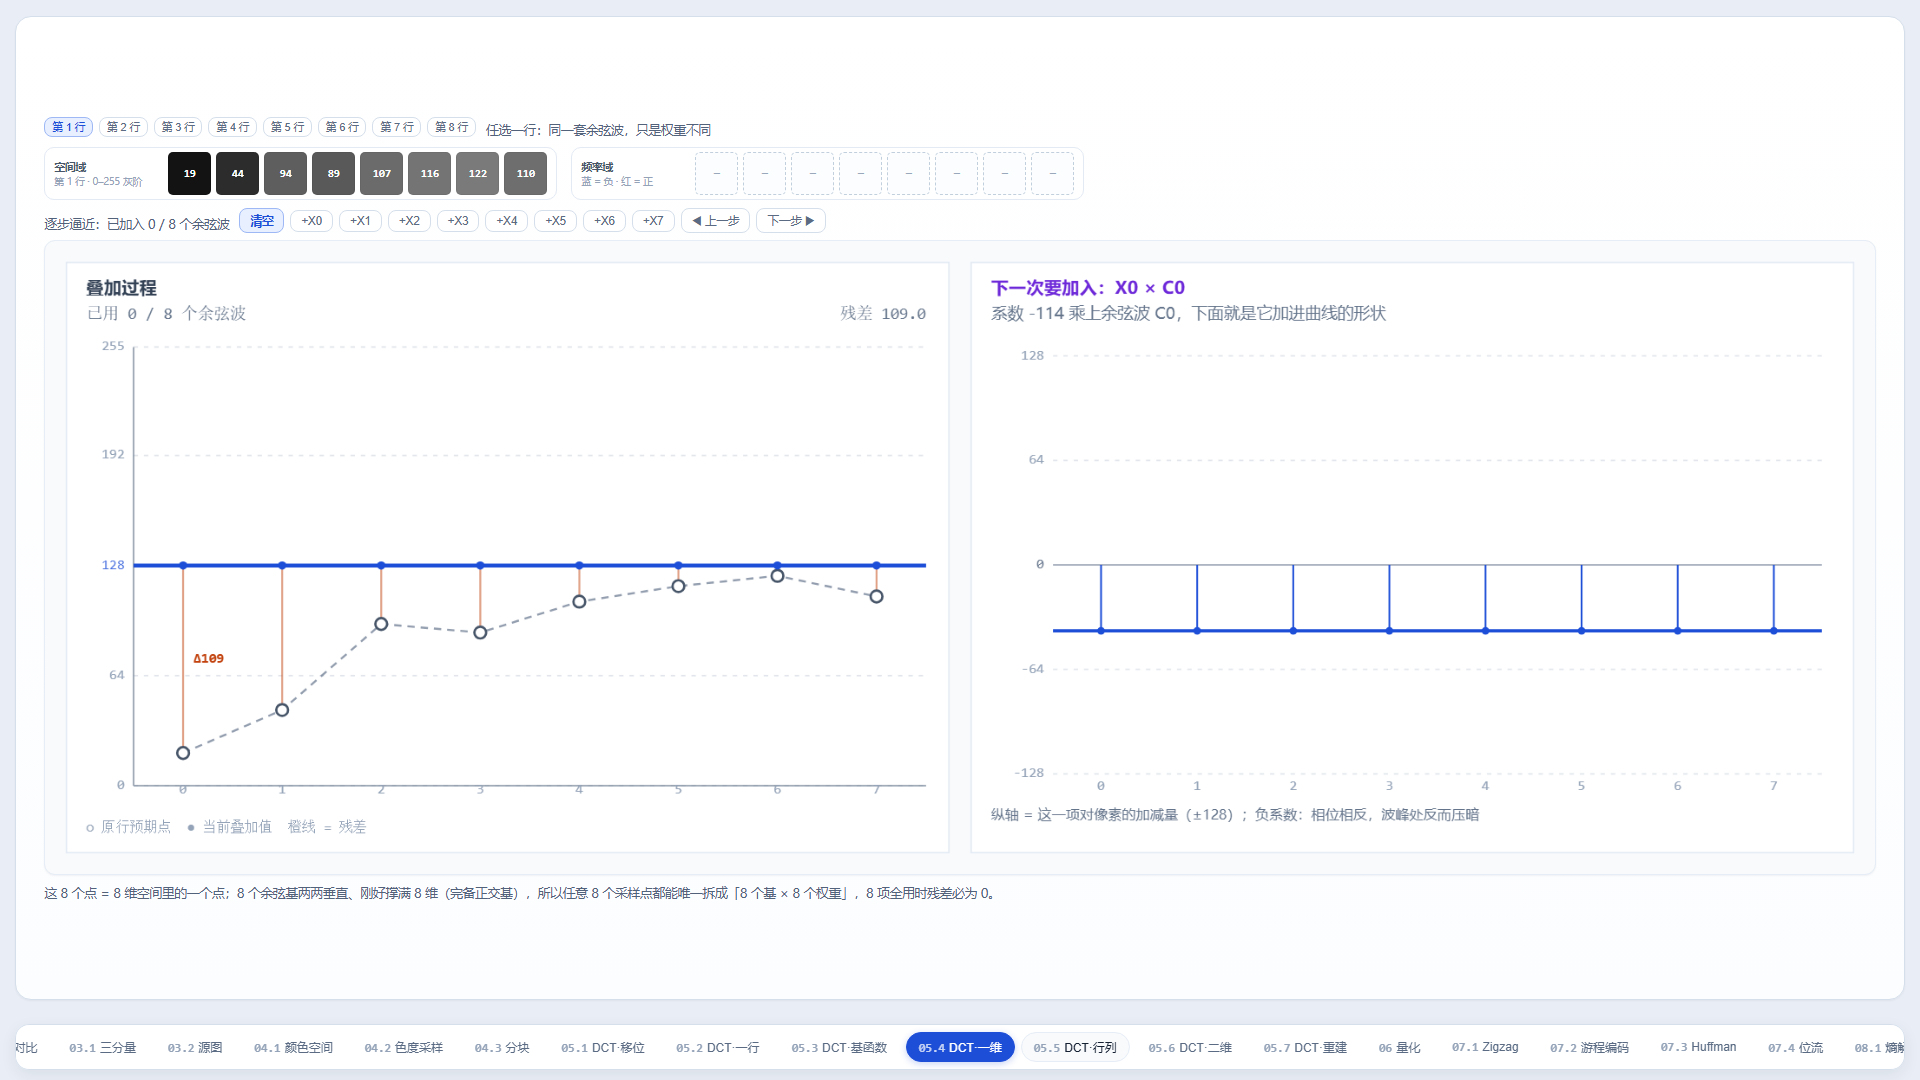 第 1 行 第 2 行 第 3 行 第 4 行 第 5 行 第 6 行 第 7 行 第 8 行 任选一行：同一套余弦波，只是权重不同
空间域
第 1 行 · 0–255 灰阶
19 44 94 89 107 116 122 110
频率域
蓝 = 负 · 红 = 正
– – – – – – – –
逐步逼近：已加入 0 / 8 个余弦波 清空 +X0 +X1 +X2 +X3 +X4 +X5 +X6 +X7 ◀ 上一步 下一步 ▶
叠加过程
已用 0 / 8 个余弦波 残差 109.0
255
192
128
64
0
Δ109
0 1 2 3 4 5 6 7
原行预期点 当前叠加值 橙线 = 残差
下一次要加入：X0 × C0
系数 -114 乘上余弦波 C0，下面就是它加进曲线的形状
128
64
0
-64
-128
0 1 2 3 4 5 6 7
纵轴 = 这一项对像素的加减量（±128）；负系数：相位相反，波峰处反而压暗
这 8 个点 = 8 维空间里的一个点；8 个余弦基两两垂直、刚好撑满 8 维（完备正交基），所以任意 8 个采样点都能唯一拆成「8 个基 × 8 个权重」，8 项全用时残差必为 0。
对比 03.1 三分量 03.2 源图 04.1 颜色空间 04.2 色度采样 04.3 分块 05.1 DCT·移位 05.2 DCT·一行 05.3 DCT·基函数 05.4 DCT·一维 05.5 DCT·行列 05.6 DCT·二维 05.7 DCT·重建 06 量化 07.1 Zigzag 07.2 游程编码 07.3 Huffman 07.4 位流 08.1